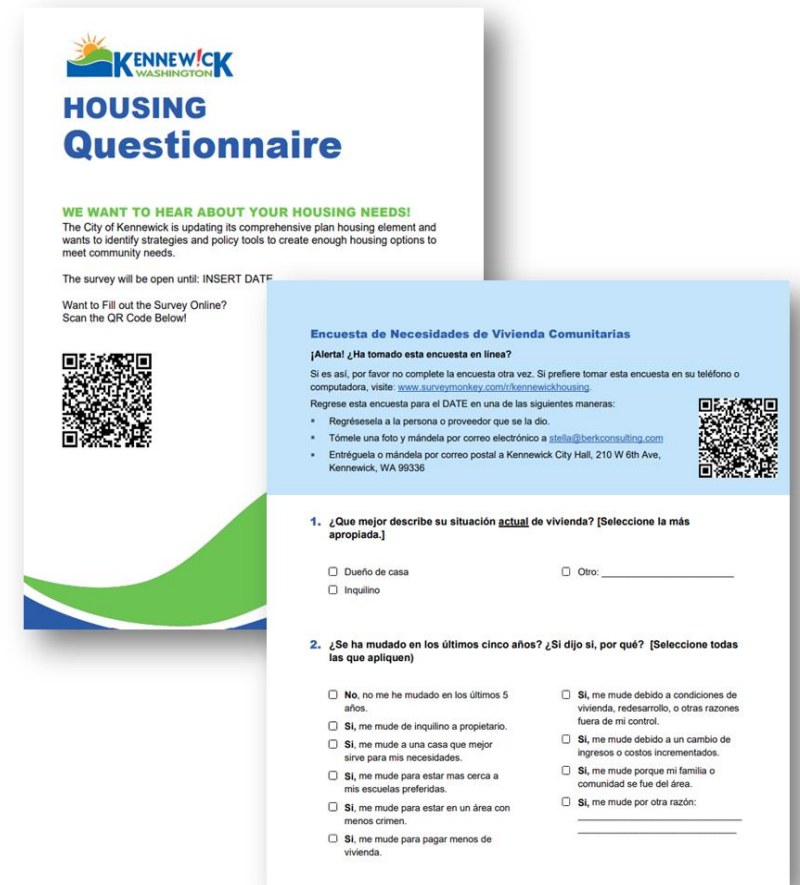 KENNEW!CK
WASHINGTON
HOUSING
Questionnaire
WE WANT TO HEAR ABOUT YOUR HOUSING NEEDS!
The City of Kennewick is updating its comprehensive plan housing element and
wants to identify strategies and policy tools to create enough housing options to
meet community needs.
The survey will be open until: INSERT DATE
Want to Fill out the Survey Online?
Scan the QR Code Below!
Encuesta de Necesidades de Vivienda Comunitarias
¡Alerta! ¿Ha tomado esta encuesta en línea?
Si es así, por favor no complete la encuesta otra vez. Si prefiere tomar esta encuesta en su teléfono o
computadora, visite: www.surveymonkey.com/r/kennewickhousing.
Regrese esta encuesta para el DATE en una de las siguientes maneras:
▪ Regrésesela a la persona o proveedor que se la dio.
▪ Tómele una foto y mándela por correo electrónico a stella@berkconsulting.com
▪ Entréguela o mándela por correo postal a Kennewick City Hall, 210 W 6th Ave,
Kennewick, WA 99336
1. ¿Que mejor describe su situación actual de vivienda? [Seleccione la más
apropiada.]
☐ Dueño de casa
☐ Inquilino
☐ Otro: ________________________
2. ¿Se ha mudado en los últimos cinco años? ¿Si dijo si, por qué? [Seleccione todas
las que apliquen)
☐ No, no me he mudado en los últimos 5
años.
☐ Si, me mude de inquilino a propietario.
☐ Si, me mude a una casa que mejor
sirve para mis necesidades.
☐ Si, me mude para estar mas cerca a
mis escuelas preferidas.
☐ Si, me mude para estar en un área con
menos crimen.
☐ Si, me mude para pagar menos de
vivienda.
☐ Si, me mude debido a condiciones de
vivienda, redesarrollo, o otras razones
fuera de mi control.
☐ Si, me mude debido a un cambio de
ingresos o costos incrementados.
☐ Si, me mude porque mi familia o
comunidad se fue del área.
☐ Si, me mude por otra razón: